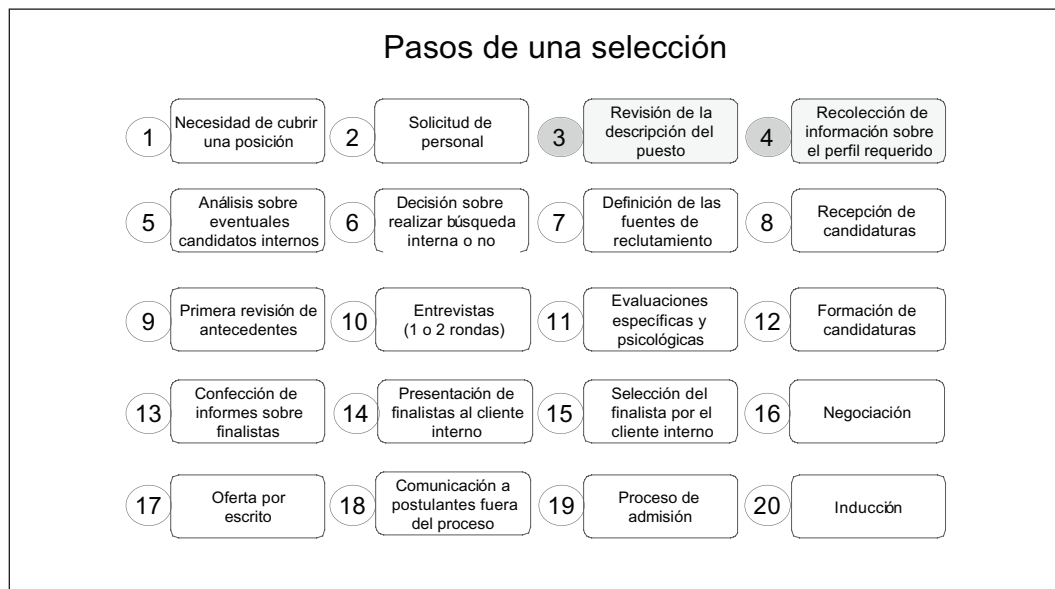 Pasos de una selección
1
Necesidad de cubrir
una posición
2
Solicitud de
personal
3
Revisión de la
descripción del
puesto
4
Recolección de
información sobre
el perfil requerido
5
Análisis sobre
eventuales
candidatos internos
6
Decisión sobre
realizar búsqueda
interna o no
7
Definición de las
fuentes de
reclutamiento
8
Recepción de
candidaturas
9
Primera revisión de
antecedentes
10
Entrevistas
(1 o 2 rondas)
11
Evaluaciones
específicas y
psicológicas
12
Formación de
candidaturas
13
Confección de
informes sobre
finalistas
14
Presentación de
finalistas al cliente
interno
15
Selección del
finalista por el
cliente interno
16
Negociación
17
Oferta por
escrito
18
Comunicación a
postulantes fuera
del proceso
19
Proceso de
admisión
20
Inducción